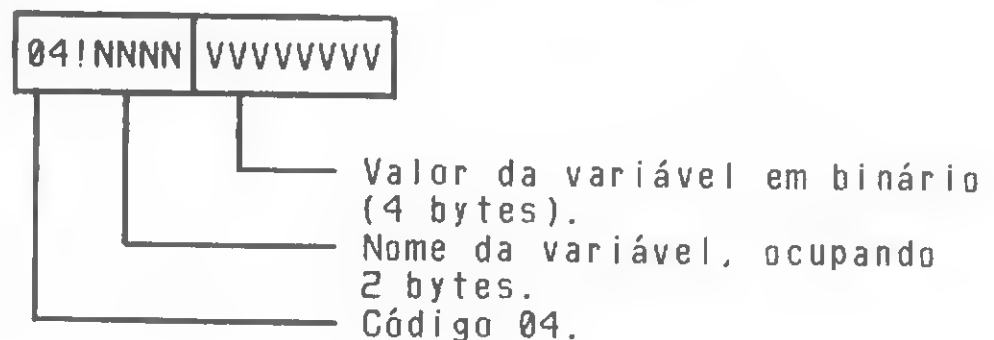 04!NNNN VVVVVVVV
Valor da variável em binário
(4 bytes).
Nome da variável, ocupando
2 bytes.
Código 04.